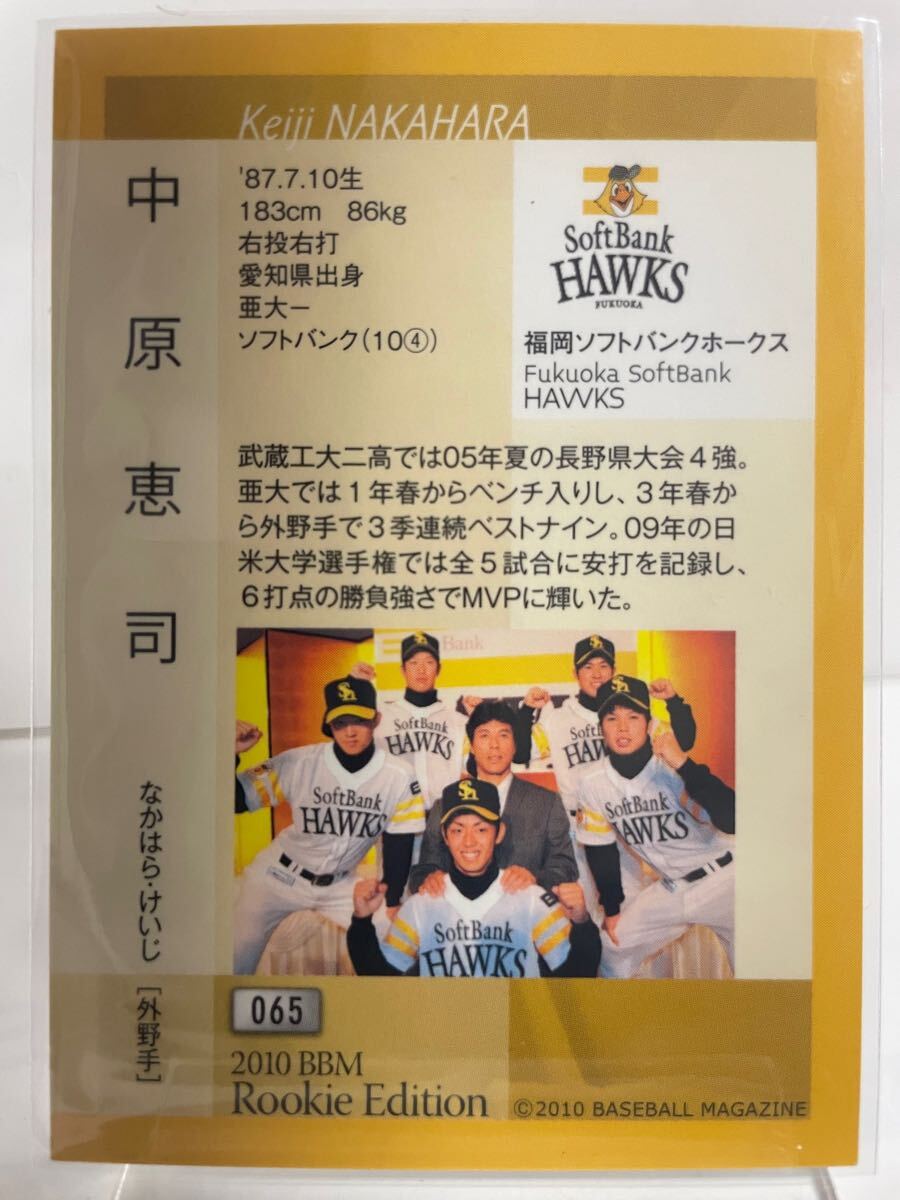 Keiji NAKAHARA
中原恵司
なかはら・けいじ [外野手]
'87.7.10生
183cm 86kg
右投右打
愛知県出身
亜大ー
ソフトバンク(10④)
SoftBank
HAWKS
FUKUOKA
福岡ソフトバンクホークス
Fukuoka SoftBank
HAWKS
武蔵工大二高では05年夏の長野県大会4強。
亜大では1年春からベンチ入りし、3年春か
ら外野手で3季連続ベストナイン。09年の日
米大学選手権では全5試合に安打を記録し、
6打点の勝負強さでMVPに輝いた。
Bank
SoftBank
HAWKS
HAWKS
SoftBank
HAWKS
SoftBank
HAWKS
SoftBank
HAWKS
065
2010 BBM
Rookie Edition
©2010 BASEBALL MAGAZINE